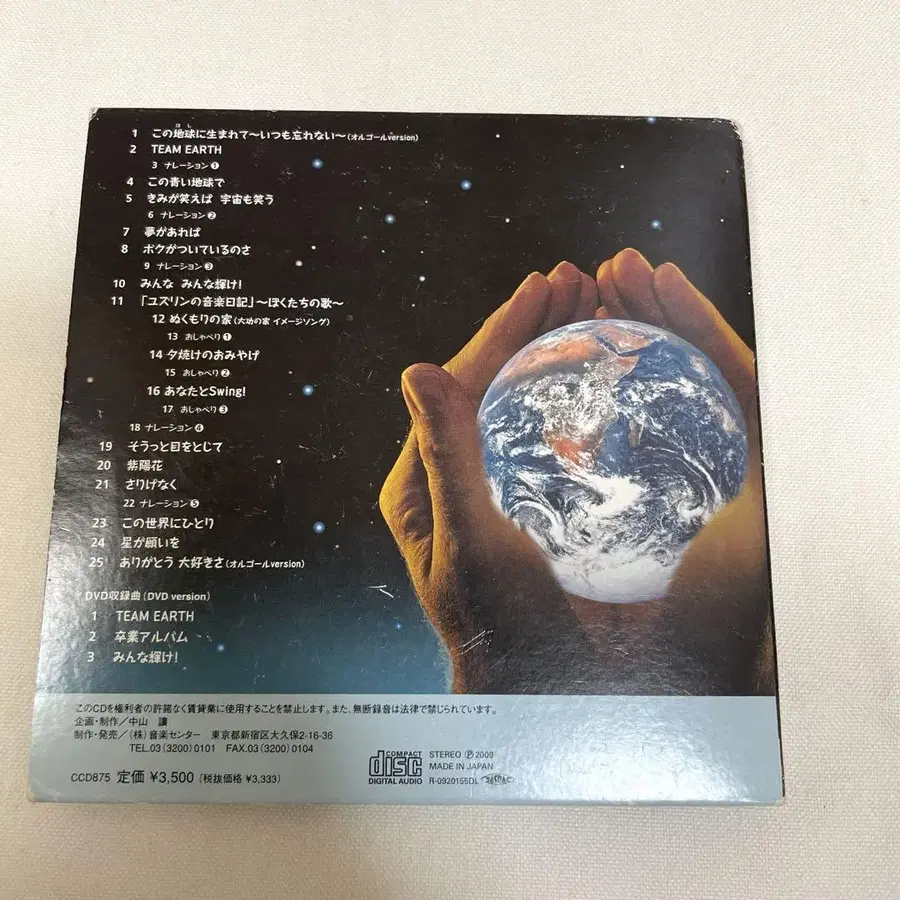 ほし
1 この地球に生まれて〜いつも忘れない〜(オルゴールversion)
2 TEAM EARTH
3 ナレーション❶
4 この青い地球で
5 きみが笑えば 宇宙も笑う
6 ナレーション❷
7 夢があれば
8 ボクがついているのさ
9 ナレーション❸
10 みんな みんな輝け!
11 「ユズリンの音楽日記」〜ぼくたちの歌〜
12 ぬくもりの家(大功の家 イメージソング)
13 おしゃべり❶
14 夕焼けのおみやげ
15 おしゃべり❷
16 あなたとSwing!
17 おしゃべり❸
18 ナレーション❹
19 そうっと目をとじて
20 紫陽花
21 さりげなく
22 ナレーション❺
23 この世界にひとり
24 星が願いを
25 ありがとう 大好きさ(オルゴールversion)
DVD収録曲(DVD version)
1 TEAM EARTH
2 卒業アルバム
3 みんな輝け!
このCDを権利者の許諾なく賃貸業に使用することを禁止します。また、無断録音は法律で禁じられています。
企画・制作/中山 讓
制作・発売/(株)音楽センター 東京都新宿区大久保2-16-36
TEL.03(3200)0101 FAX.03(3200)0104
CCD875 定価 ¥3,500(税抜価格 ¥3,333)
COMPACT
disc
DIGITAL AUDIO
STEREO Ⓟ2009
MADE IN JAPAN
R-0920155DL